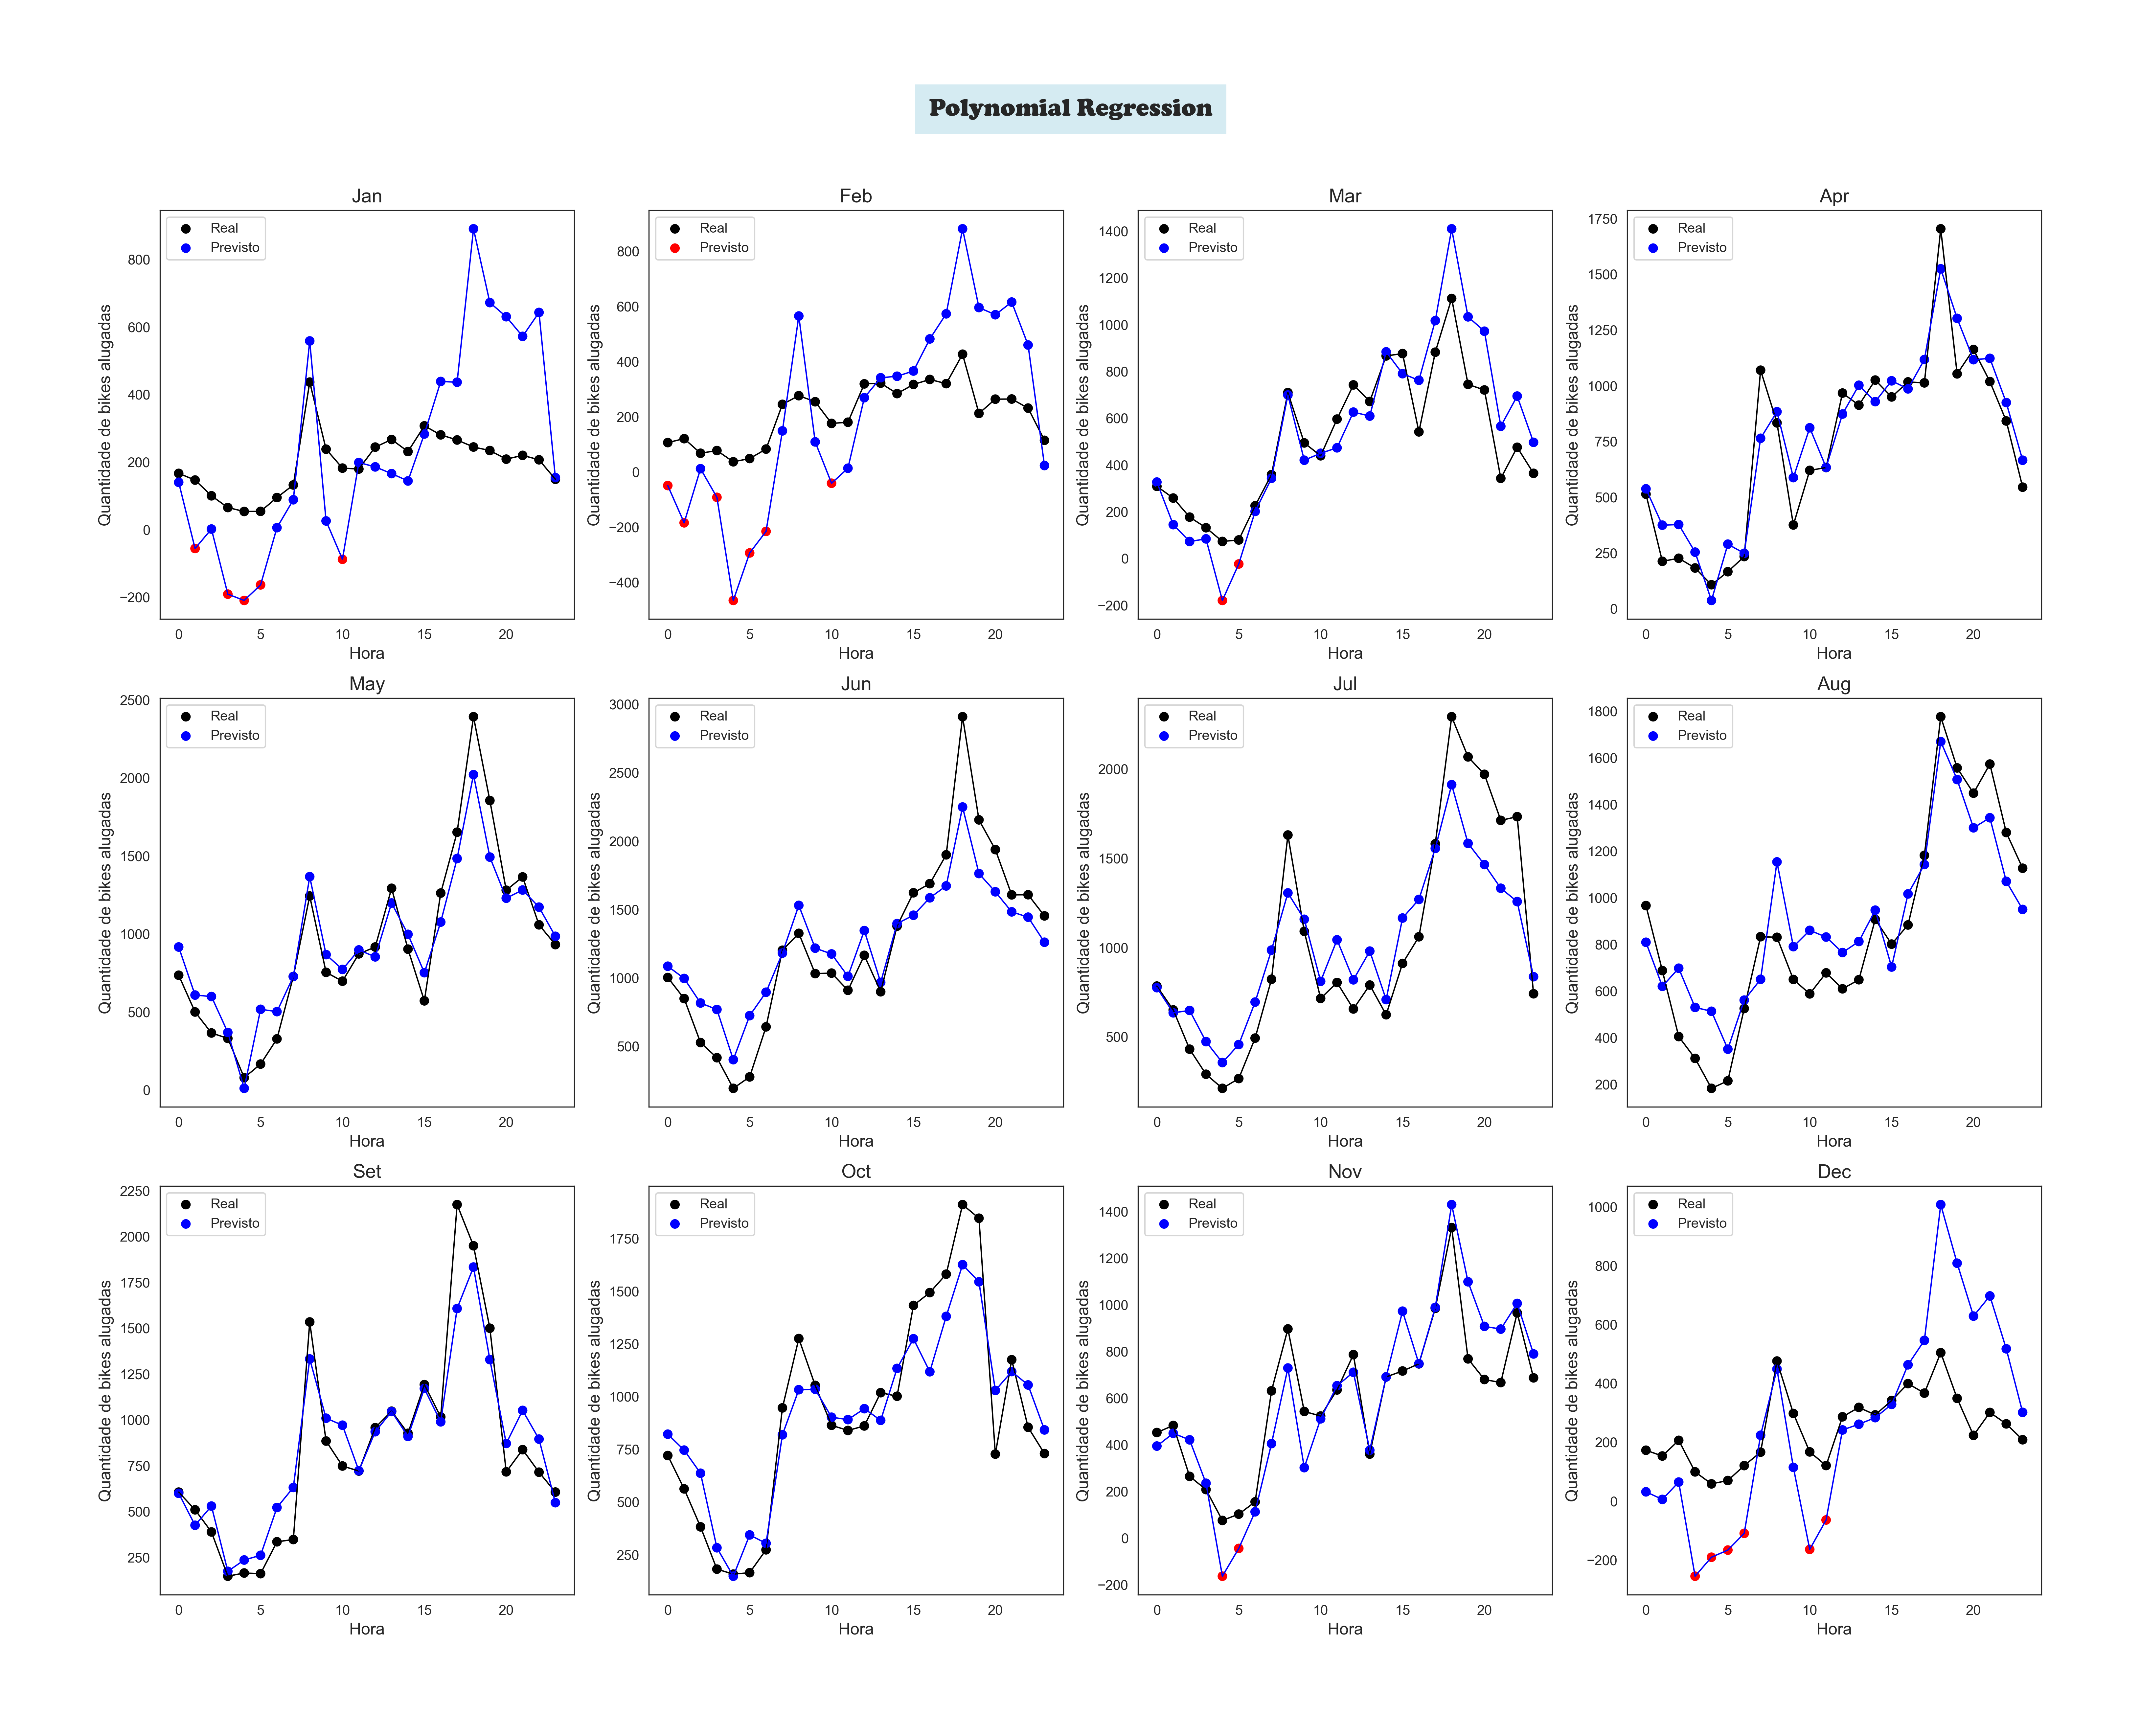 Polynomial Regression
Jan
Real
Previsto
800
600
400
200
0
−200
Quantidade de bikes alugadas
0 5 10 15 20
Hora
Feb
Real
Previsto
800
600
400
200
0
−200
−400
Quantidade de bikes alugadas
0 5 10 15 20
Hora
Mar
Real
Previsto
1400
1200
1000
800
600
400
200
0
−200
Quantidade de bikes alugadas
0 5 10 15 20
Hora
Apr
Real
Previsto
1750
1500
1250
1000
750
500
250
0
Quantidade de bikes alugadas
0 5 10 15 20
Hora
May
Real
Previsto
2500
2000
1500
1000
500
0
Quantidade de bikes alugadas
0 5 10 15 20
Hora
Jun
Real
Previsto
3000
2500
2000
1500
1000
500
Quantidade de bikes alugadas
0 5 10 15 20
Hora
Jul
Real
Previsto
2000
1500
1000
500
Quantidade de bikes alugadas
0 5 10 15 20
Hora
Aug
Real
Previsto
1800
1600
1400
1200
1000
800
600
400
200
Quantidade de bikes alugadas
0 5 10 15 20
Hora
Set
Real
Previsto
2250
2000
1750
1500
1250
1000
750
500
250
Quantidade de bikes alugadas
0 5 10 15 20
Hora
Oct
Real
Previsto
1750
1500
1250
1000
750
500
250
Quantidade de bikes alugadas
0 5 10 15 20
Hora
Nov
Real
Previsto
1400
1200
1000
800
600
400
200
0
−200
Quantidade de bikes alugadas
0 5 10 15 20
Hora
Dec
Real
Previsto
1000
800
600
400
200
0
−200
Quantidade de bikes alugadas
0 5 10 15 20
Hora